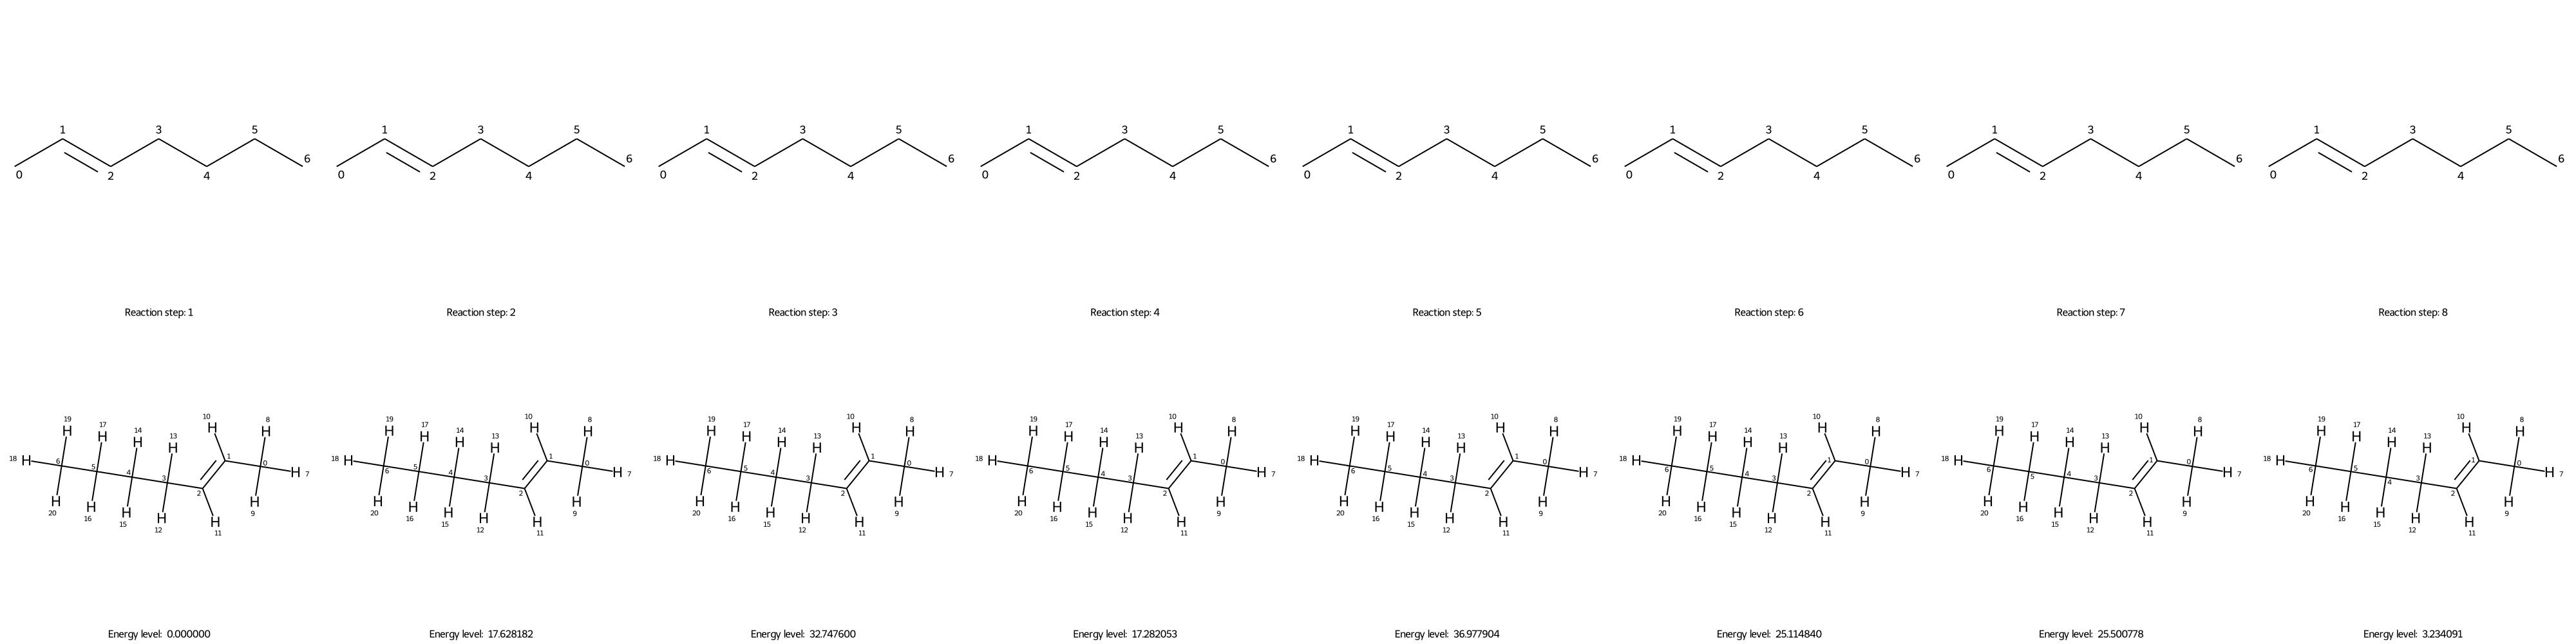 1 3 5 1 3 5 1 3 5 1 3 5 1 3 5 1 3 5 1 3 5 1 3 5
0 2 4 6 0 2 4 6 0 2 4 6 0 2 4 6 0 2 4 6 0 2 4 6 0 2 4 6 0 2 4 6
Reaction step: 1
Reaction step: 2
Reaction step: 3
Reaction step: 4
Reaction step: 5
Reaction step: 6
Reaction step: 7
Reaction step: 8
19 17 14 13 10 8
H H H H H H
18 H 6 5 4 3 2 1 0 H 7
H H H H H H
20 16 15 12 11 9
19 17 14 13 10 8
H H H H H H
18 H 6 5 4 3 2 1 0 H 7
H H H H H H
20 16 15 12 11 9
19 17 14 13 10 8
H H H H H H
18 H 6 5 4 3 2 1 0 H 7
H H H H H H
20 16 15 12 11 9
19 17 14 13 10 8
H H H H H H
18 H 6 5 4 3 2 1 0 H 7
H H H H H H
20 16 15 12 11 9
19 17 14 13 10 8
H H H H H H
18 H 6 5 4 3 2 1 0 H 7
H H H H H H
20 16 15 12 11 9
19 17 14 13 10 8
H H H H H H
18 H 6 5 4 3 2 1 0 H 7
H H H H H H
20 16 15 12 11 9
19 17 14 13 10 8
H H H H H H
18 H 6 5 4 3 2 1 0 H 7
H H H H H H
20 16 15 12 11 9
19 17 14 13 10 8
H H H H H H
18 H 6 5 4 3 2 1 0 H 7
H H H H H H
20 16 15 12 11 9
Energy level: 0.000000
Energy level: 17.628182
Energy level: 32.747600
Energy level: 17.282053
Energy level: 36.977904
Energy level: 25.114840
Energy level: 25.500778
Energy level: 3.234091